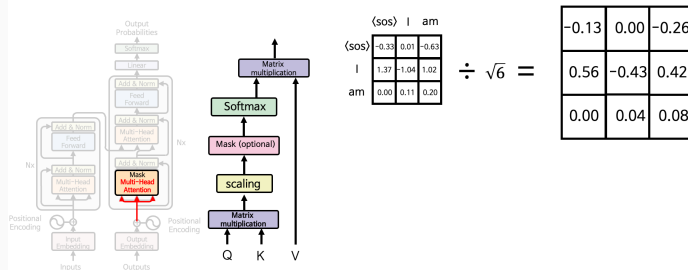 Output
Probabilities
Softmax
Linear
Add & Norm
Feed
Forward
Add & Norm
Multi-Head
Attention
Add & Norm
Mask
Multi-Head
Attention
Nx
Add & Norm
Feed
Forward
Add & Norm
Multi-Head
Attention
Nx
Positional
Encoding
Positional
Encoding
Input
Embedding
Output
Embedding
Inputs
Outputs
Matrix
multiplication
Softmax
Mask (optional)
scaling
Matrix
multiplication
Q K V
⟨sos⟩ I am
⟨sos⟩ -0.33 0.01 -0.63
I 1.37 -1.04 1.02
am 0.00 0.11 0.20
÷ √6 =
-0.13 0.00 -0.26
0.56 -0.43 0.42
0.00 0.04 0.08